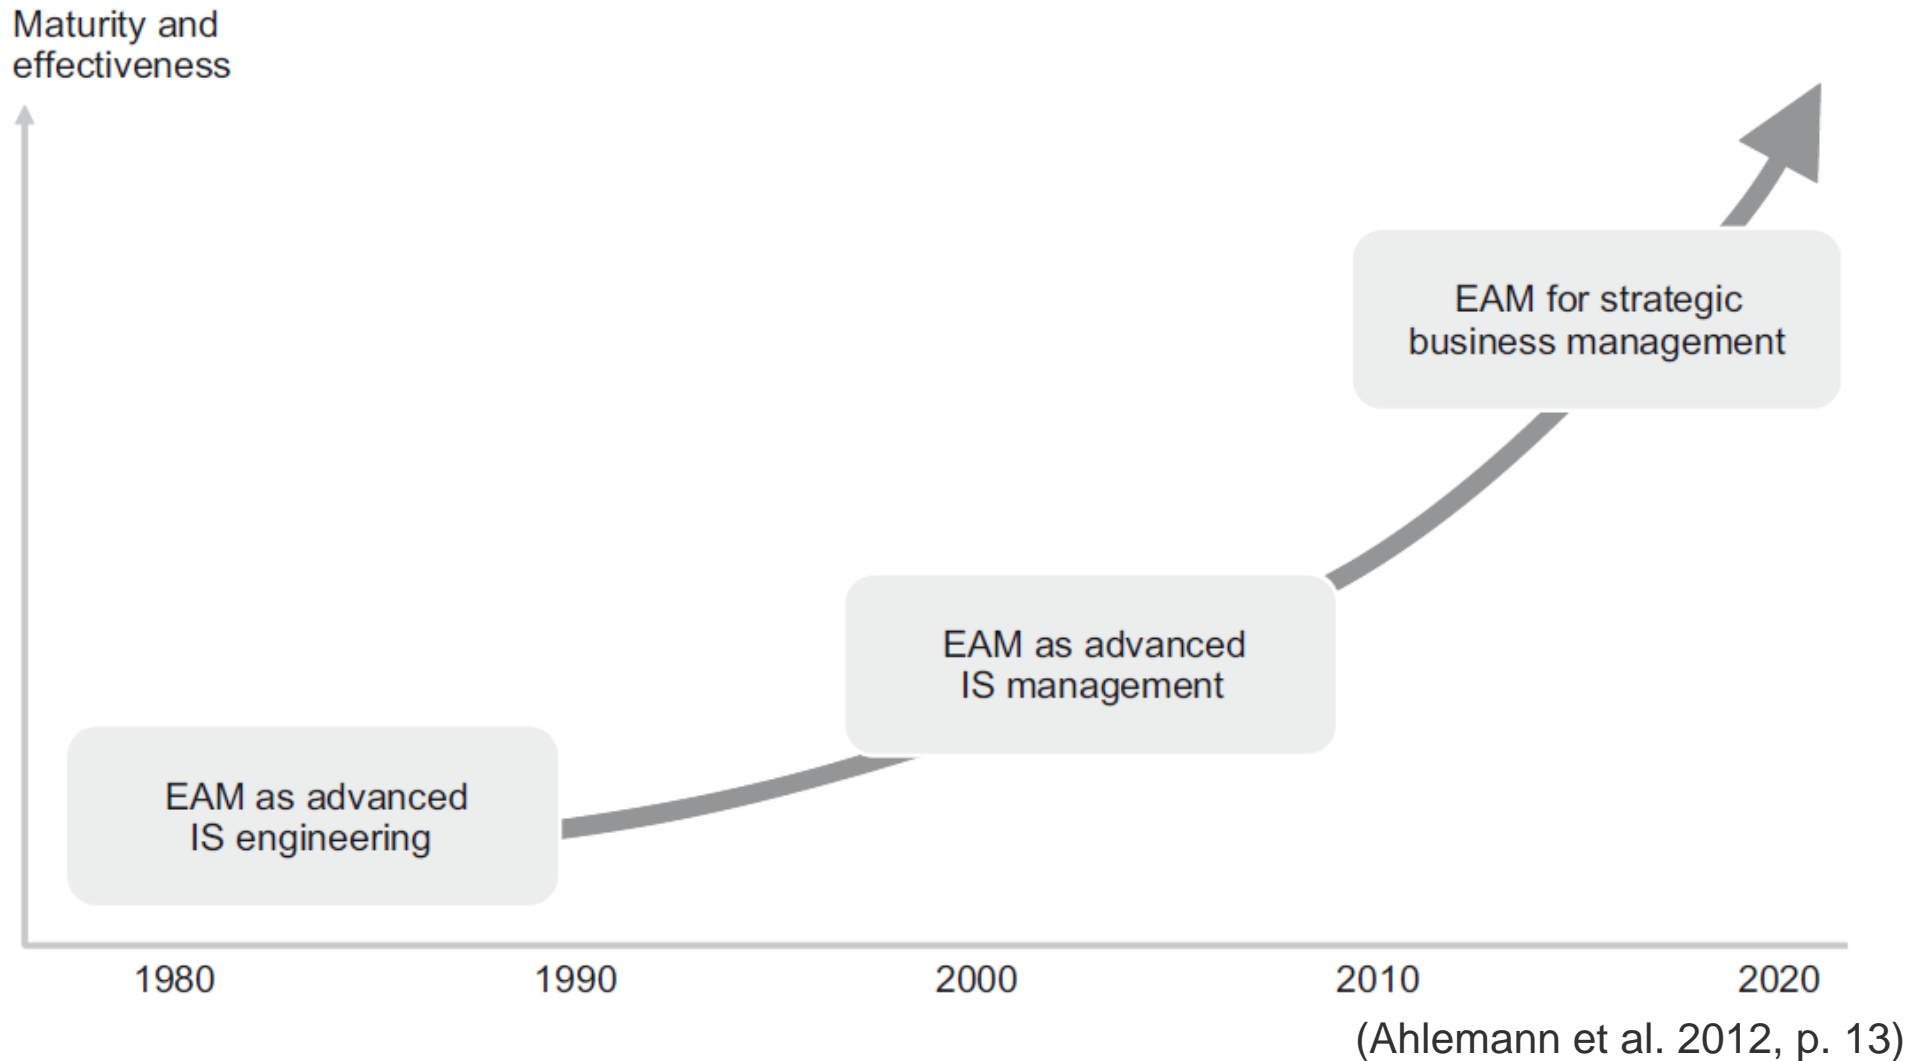 Maturity and
effectiveness
EAM for strategic
business management
EAM as advanced
IS management
EAM as advanced
IS engineering
1980 1990 2000 2010 2020
(Ahlemann et al. 2012, p. 13)